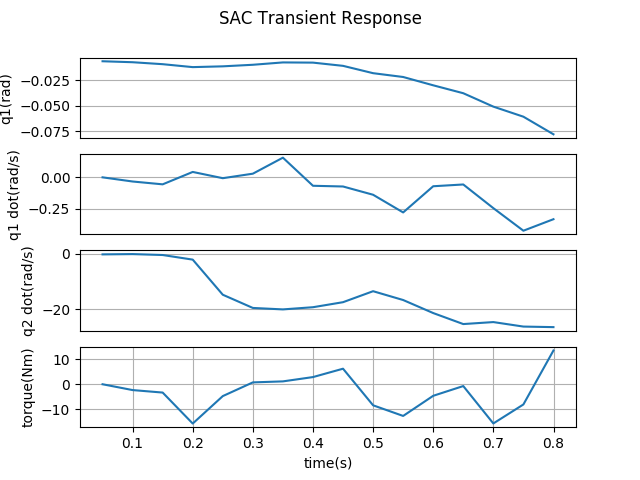 SAC Transient Response
q1(rad)
−0.025
−0.050
−0.075
q1 dot(rad/s)
0.00
−0.25
q2 dot(rad/s)
0
−20
torque(Nm)
10
0
−10
0.1 0.2 0.3 0.4 0.5 0.6 0.7 0.8
time(s)